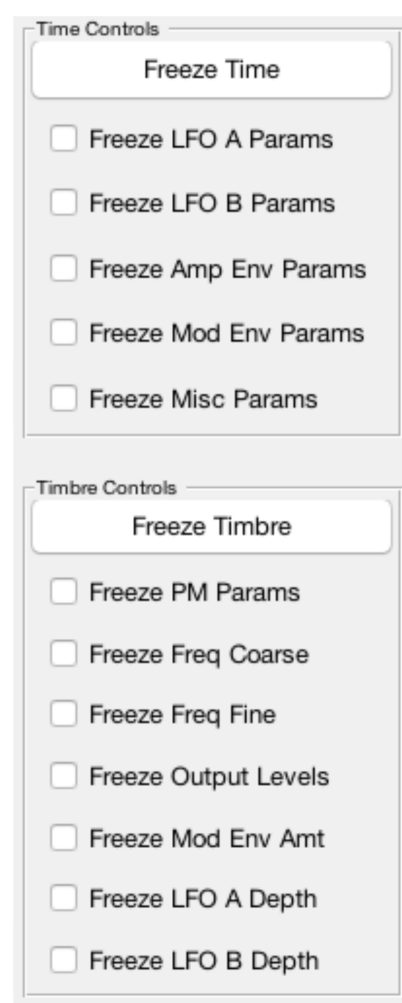 Time Controls
Freeze Time
Freeze LFO A Params
Freeze LFO B Params
Freeze Amp Env Params
Freeze Mod Env Params
Freeze Misc Params
Timbre Controls
Freeze Timbre
Freeze PM Params
Freeze Freq Coarse
Freeze Freq Fine
Freeze Output Levels
Freeze Mod Env Amt
Freeze LFO A Depth
Freeze LFO B Depth